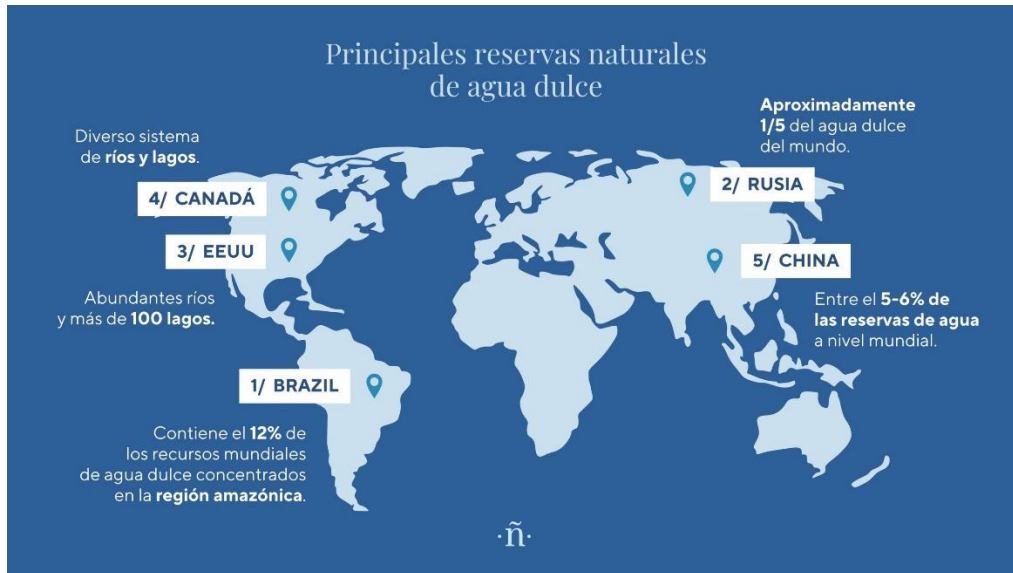 Principales reservas naturales
de agua dulce
Diverso sistema
de ríos y lagos.
4/ CANADÁ
3/ EEUU
Abundantes ríos
y más de 100 lagos.
1/ BRAZIL
Contiene el 12% de
los recursos mundiales
de agua dulce concentrados
en la región amazónica.
Aproximadamente
1/5 del agua dulce
del mundo.
2/ RUSIA
5/ CHINA
Entre el 5-6% de
las reservas de agua
a nivel mundial.
·ñ·